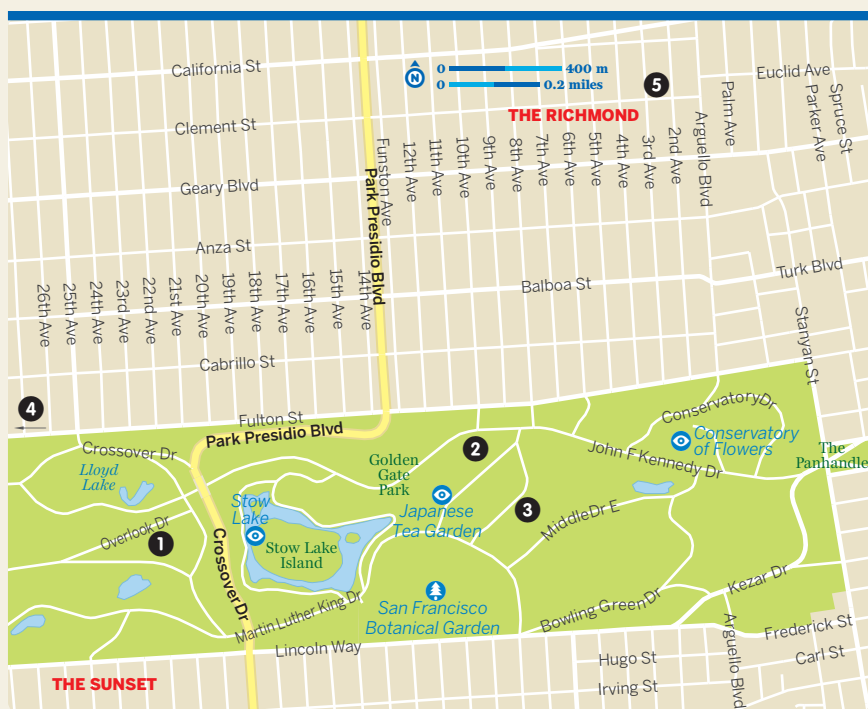 California St
Clement St
Geary Blvd
Anza St
Cabrillo St
Fulton St
N
0 400 m
0 0.2 miles
5
THE RICHMOND
Euclid Ave
Palm Ave
Parker Ave
Spruce St
Arguello Blvd
Funston Ave
12th Ave
11th Ave
10th Ave
9th Ave
8th Ave
7th Ave
6th Ave
5th Ave
4th Ave
3rd Ave
2nd Ave
Park Presidio Blvd
26th Ave
25th Ave
24th Ave
23rd Ave
22nd Ave
21st Ave
20th Ave
19th Ave
18th Ave
17th Ave
16th Ave
15th Ave
14th Ave
Balboa St
Turk Blvd
Stanyan St
4
Park Presidio Blvd
Crossover Dr
Lloyd
Lake
Overlook Dr
1
Crossover Dr
Stow
Lake
Stow Lake
Island
Martin Luther King Dr
Golden
Gate
Park
2
Japanese
Tea Garden
3
Middle Dr E
John F Kennedy Dr
Conservatory Dr
Conservatory
of Flowers
The
Panhandle
San Francisco
Botanical Garden
Bowling Green Dr
Kezar Dr
Lincoln Way
Frederick St
Carl St
Hugo St
Irving St
Arguello Blvd
THE SUNSET